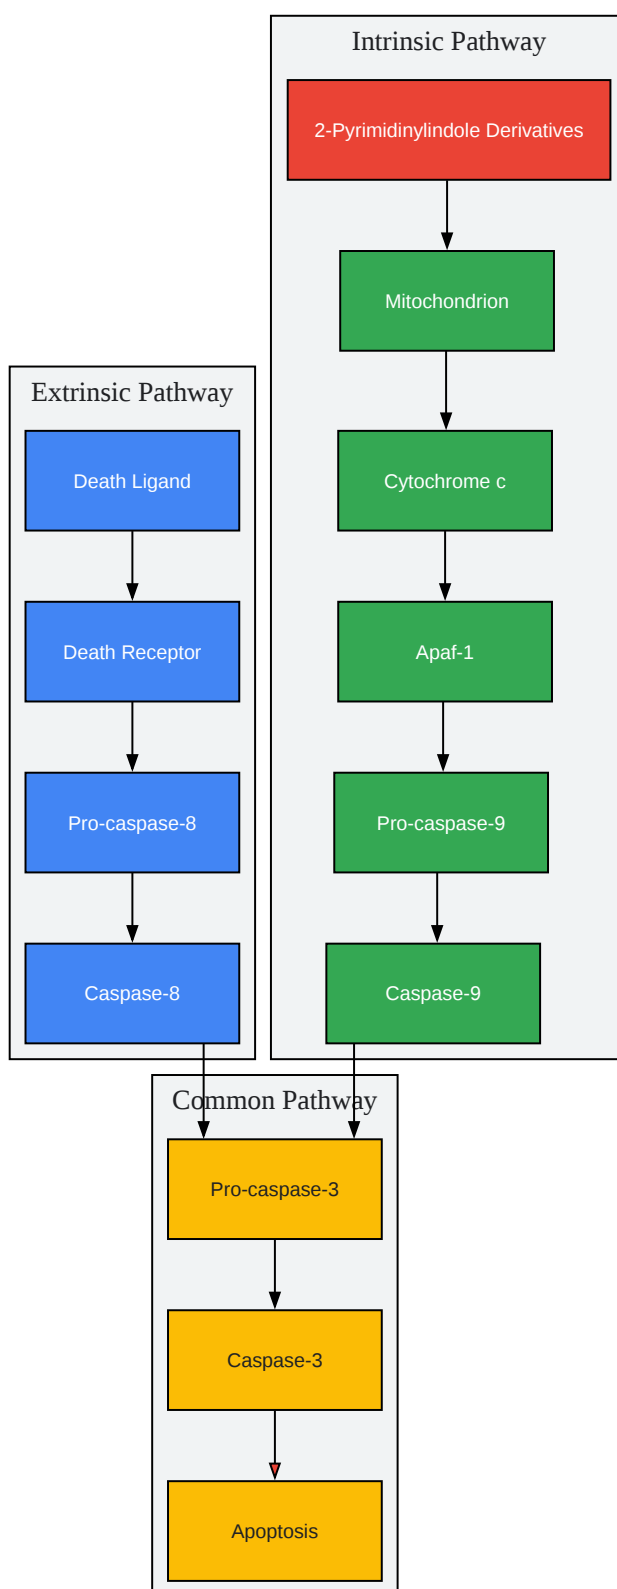 Intrinsic Pathway
2-Pyrimidinylindole Derivatives
Mitochondrion
Extrinsic Pathway
Death Ligand
Cytochrome c
Death Receptor
Apaf-1
Pro-caspase-8
Pro-caspase-9
Caspase-8
Caspase-9
Common Pathway
Pro-caspase-3
Caspase-3
Apoptosis